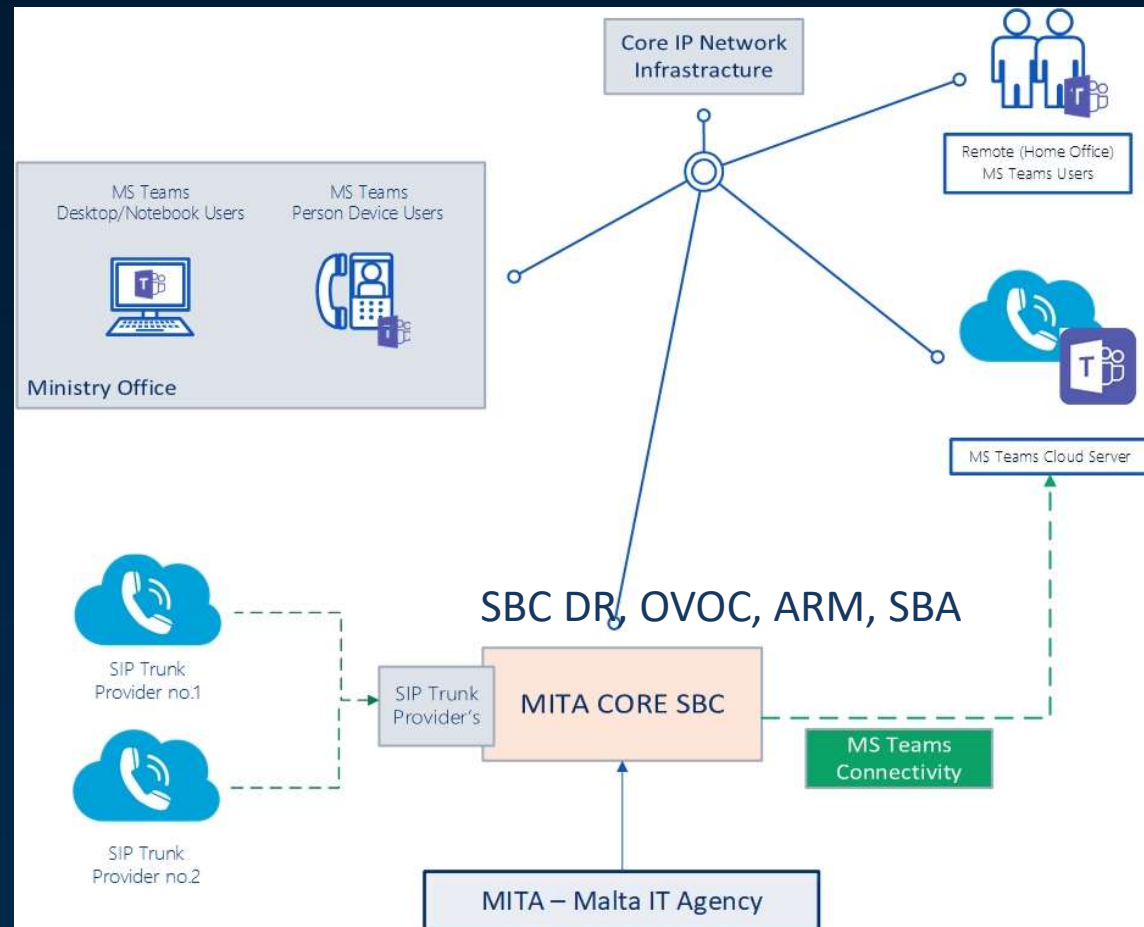 Core IP Network
Infrastracture
Remote (Home Office)
MS Teams Users
MS Teams
Desktop/Notebook Users
MS Teams
Person Device Users
Ministry Office
MS Teams Cloud Server
SBC DR, OVOC, ARM, SBA
SIP Trunk
Provider no.1
SIP Trunk
Provider's
MITA CORE SBC
MS Teams
Connectivity
SIP Trunk
Provider no.2
MITA – Malta IT Agency